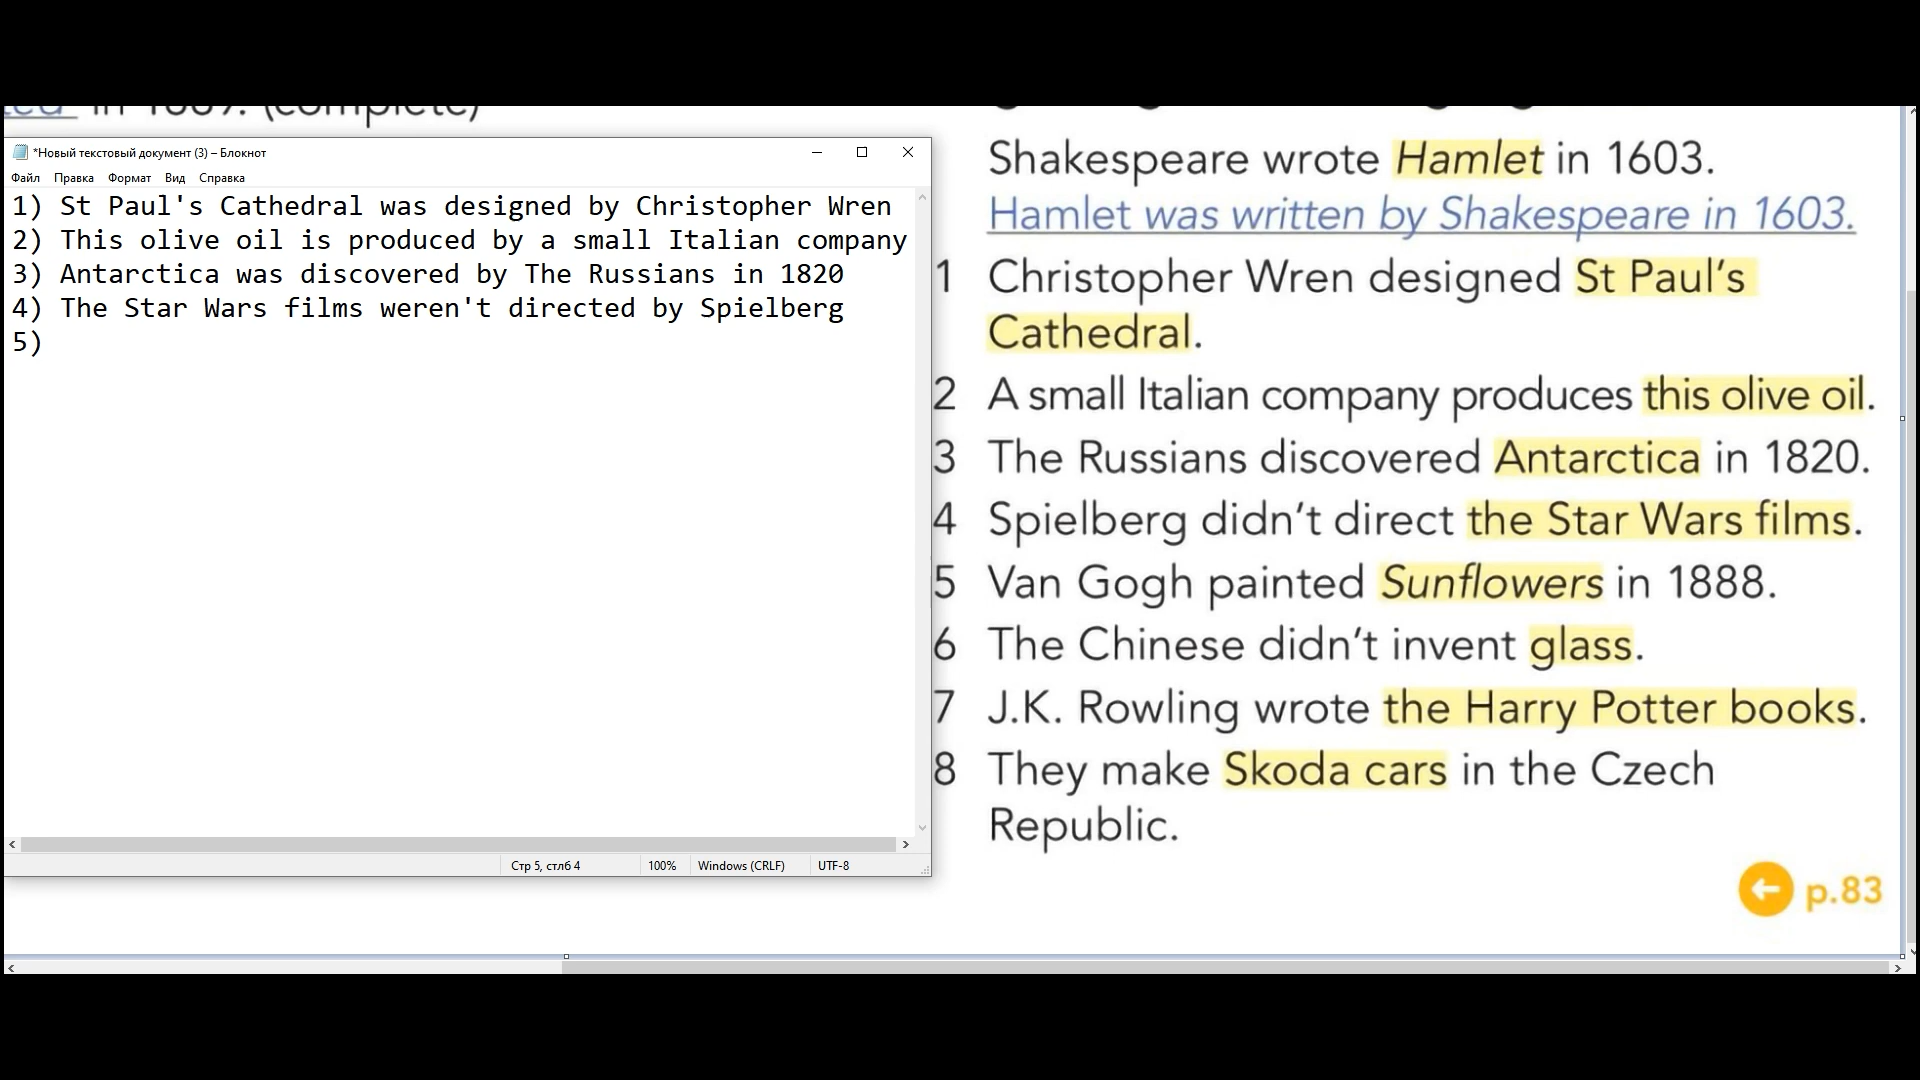 in 1889. (complete)
*Новый текстовый документ (3) – Блокнот
Файл Правка Формат Вид Справка
1) St Paul's Cathedral was designed by Christopher Wren
2) This olive oil is produced by a small Italian company
3) Antarctica was discovered by The Russians in 1820
4) The Star Wars films weren't directed by Spielberg
5)
Стр 5, стлб 4 100% Windows (CRLF) UTF-8
Shakespeare wrote Hamlet in 1603.
Hamlet was written by Shakespeare in 1603.
1 Christopher Wren designed St Paul’s
Cathedral.
2 A small Italian company produces this olive oil.
3 The Russians discovered Antarctica in 1820.
4 Spielberg didn’t direct the Star Wars films.
5 Van Gogh painted Sunflowers in 1888.
6 The Chinese didn’t invent glass.
7 J.K. Rowling wrote the Harry Potter books.
8 They make Skoda cars in the Czech
Republic.
p.83